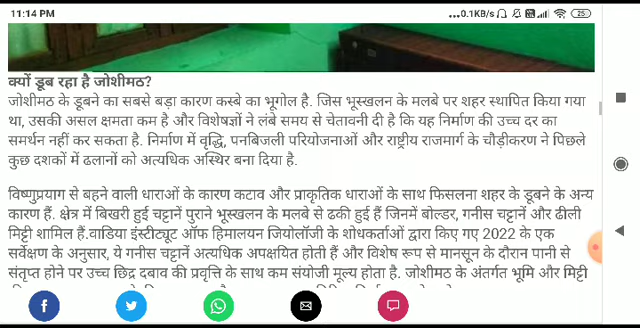 11:14 PM
...0.1KB/s
25
क्यों डूब रहा है जोशीमठ?
जोशीमठ के डूबने का सबसे बड़ा कारण कस्बे का भूगोल है. जिस भूस्खलन के मलबे पर शहर स्थापित किया गया
था, उसकी असल क्षमता कम है और विशेषज्ञों ने लंबे समय से चेतावनी दी है कि यह निर्माण की उच्च दर का
समर्थन नहीं कर सकता है. निर्माण में वृद्धि, पनबिजली परियोजनाओं और राष्ट्रीय राजमार्ग के चौड़ीकरण ने पिछले
कुछ दशकों में ढलानों को अत्यधिक अस्थिर बना दिया है.
विष्णुप्रयाग से बहने वाली धाराओं के कारण कटाव और प्राकृतिक धाराओं के साथ फिसलना शहर के डूबने के अन्य
कारण हैं. क्षेत्र में बिखरी हुई चट्टानें पुराने भूस्खलन के मलबे से ढकी हुई हैं जिनमें बोल्डर, गनीस चट्टानें और ढीली
मिट्टी शामिल हैं.वाडिया इंस्टीट्यूट ऑफ हिमालयन जियोलॉजी के शोधकर्ताओं द्वारा किए गए 2022 के एक
सर्वेक्षण के अनुसार, ये गनीस चट्टानें अत्यधिक अपक्षयित होती हैं और विशेष रूप से मानसून के दौरान पानी से
संतृप्त होने पर उच्च छिद्र दबाव की प्रवृत्ति के साथ कम संयोजी मूल्य होता है. जोशीमठ के अंतर्गत भूमि और मिट्टी